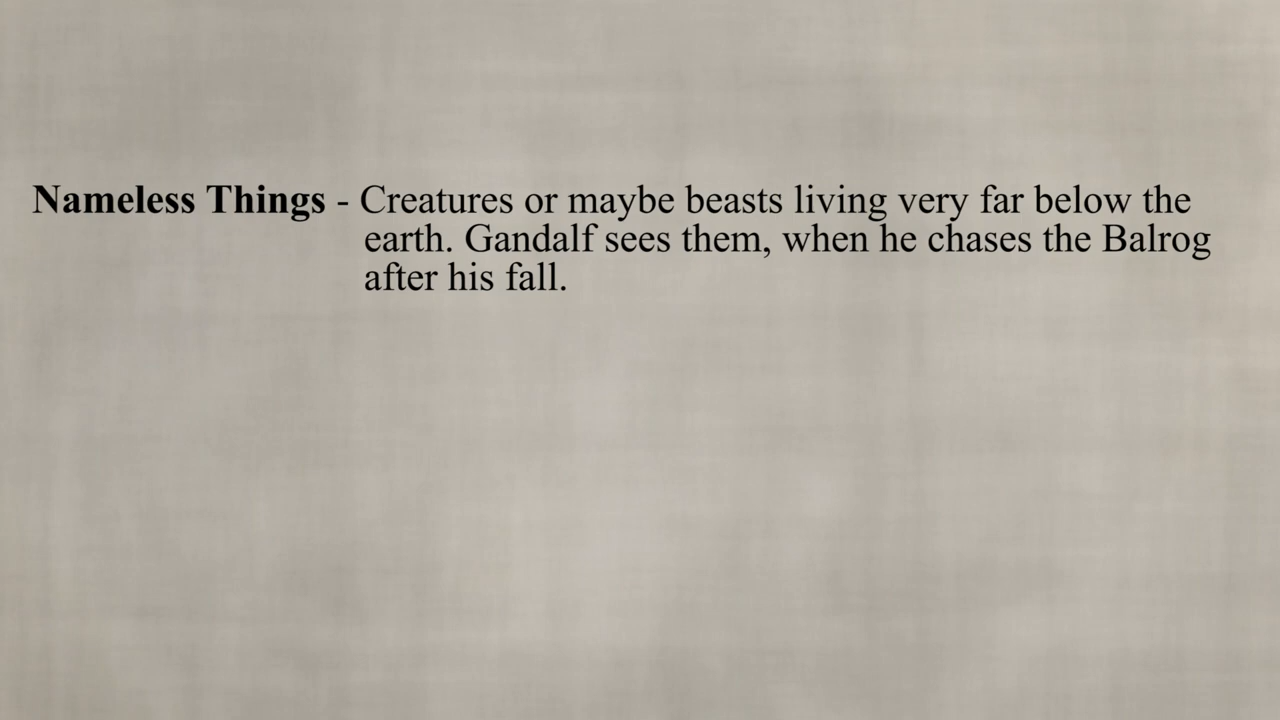 Nameless Things - Creatures or maybe beasts living very far below the
earth. Gandalf sees them, when he chases the Balrog
after his fall.